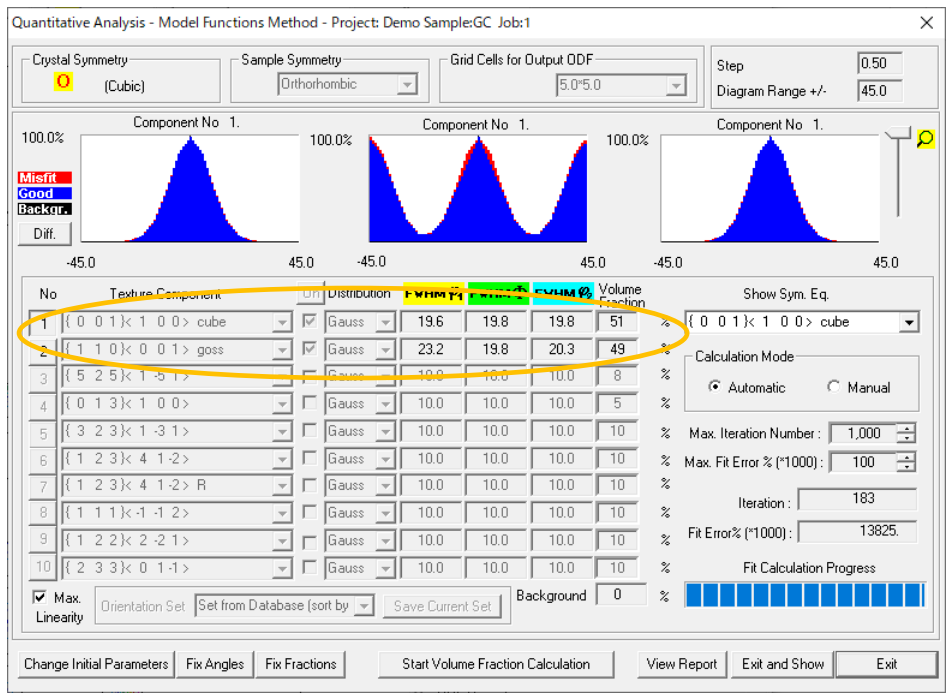 Quantitative Analysis - Model Functions Method - Project: Demo Sample:GC Job:1
Crystal Symmetry
O (Cubic)
Sample Symmetry
Orthorhombic
Grid Cells for Output ODF
5.0*5.0
Step 0.50
Diagram Range +/- 45.0
Component No 1. Component No 1. Component No 1.
100.0% 100.0% 100.0%
Misfit
Good
Backgr.
Diff.
-45.0 45.0 -45.0 45.0 -45.0 45.0
No Texture Component On Distribution FWHM φ1 FWHM Φ FWHM φ2 Volume Fraction
1 { 0 0 1}< 1 0 0> cube Gauss 19.6 19.8 19.8 51 %
2 { 1 1 0}< 0 0 1> goss Gauss 23.2 19.8 20.3 49 %
3 { 5 2 5}< 1 -5 1> Gauss 10.0 10.0 10.0 8 %
4 { 0 1 3}< 1 0 0> Gauss 10.0 10.0 10.0 5 %
5 { 3 2 3}< 1 -3 1> Gauss 10.0 10.0 10.0 10 %
6 { 1 2 3}< 4 1 -2> Gauss 10.0 10.0 10.0 10 %
7 { 1 2 3}< 4 1 -2> R Gauss 10.0 10.0 10.0 10 %
8 { 1 1 1}< -1 -1 2> Gauss 10.0 10.0 10.0 10 %
9 { 1 2 2}< 2 -2 1> Gauss 10.0 10.0 10.0 10 %
10 { 2 3 3}< 0 1 -1> Gauss 10.0 10.0 10.0 10 %
Max. Linearity
Orientation Set Set from Database (sort by Save Current Set
Background 0 %
Show Sym. Eq.
{ 0 0 1}< 1 0 0> cube
Calculation Mode
Automatic Manual
Max. Iteration Number : 1,000
Max. Fit Error % (*1000) : 100
Iteration : 183
Fit Error% (*1000) : 13825.
Fit Calculation Progress
Change Initial Parameters Fix Angles Fix Fractions Start Volume Fraction Calculation View Report Exit and Show Exit